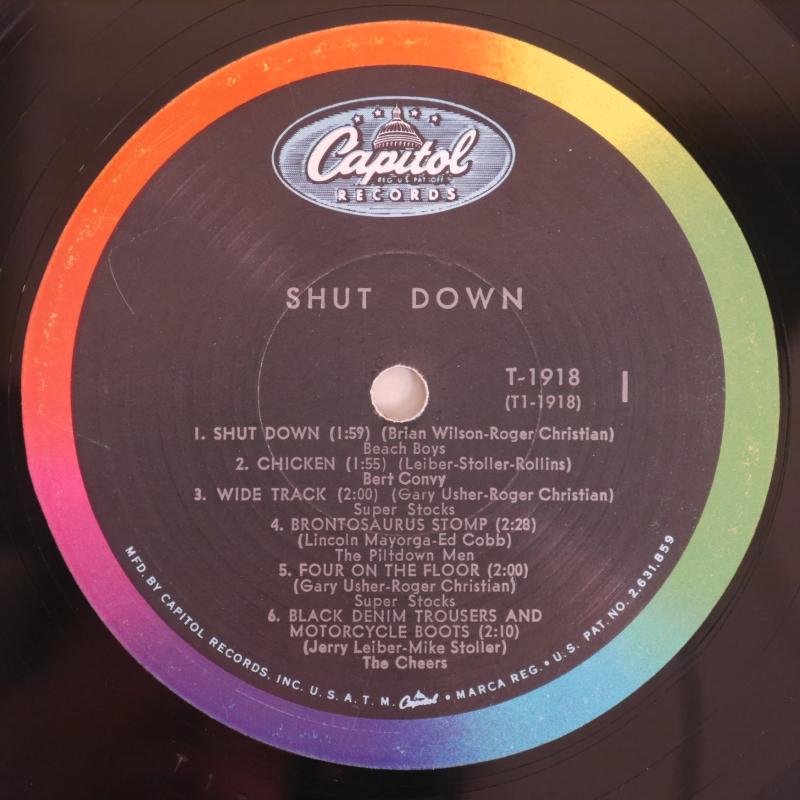 Capitol
REG. U.S. PAT. OFF.
RECORDS
SHUT DOWN
T-1918
(T1-1918)
1
1. SHUT DOWN (1:59) (Brian Wilson-Roger Christian)
Beach Boys
2. CHICKEN (1:55) (Leiber-Stoller-Rollins)
Bert Convy
3. WIDE TRACK (2:00) (Gary Usher-Roger Christian)
Super Stocks
4. BRONTOSAURUS STOMP (2:28)
(Lincoln Mayorga-Ed Cobb)
The Piltdown Men
5. FOUR ON THE FLOOR (2:00)
(Gary Usher-Roger Christian)
Super Stocks
6. BLACK DENIM TROUSERS AND
MOTORCYCLE BOOTS (2:10)
(Jerry Leiber-Mike Stoller)
The Cheers
MFD. BY CAPITOL RECORDS, INC. U. S. A. T. M. Capitol • MARCA REG. • U. S. PAT. NO. 2,631,859